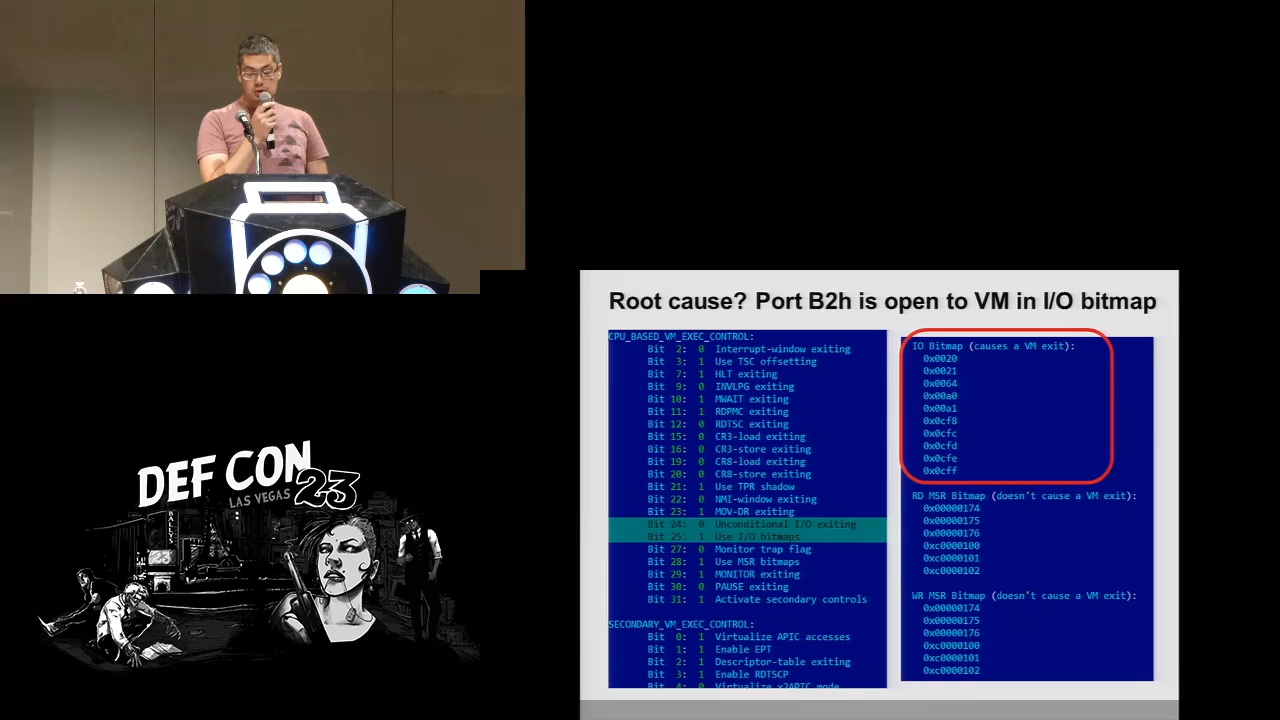 Root cause? Port B2h is open to VM in I/O bitmap
CPU_BASED_VM_EXEC_CONTROL:
Bit 2: 0 Interrupt-window exiting
Bit 3: 1 Use TSC offsetting
Bit 7: 1 HLT exiting
Bit 9: 0 INVLPG exiting
Bit 10: 1 MWAIT exiting
Bit 11: 1 RDPMC exiting
Bit 12: 0 RDTSC exiting
Bit 15: 0 CR3-load exiting
Bit 16: 0 CR3-store exiting
Bit 19: 0 CR8-load exiting
Bit 20: 0 CR8-store exiting
Bit 21: 1 Use TPR shadow
Bit 22: 0 NMI-window exiting
Bit 23: 1 MOV-DR exiting
Bit 24: 0 Unconditional I/O exiting
Bit 25: 1 Use I/O bitmaps
Bit 27: 0 Monitor trap flag
Bit 28: 1 Use MSR bitmaps
Bit 29: 1 MONITOR exiting
Bit 30: 0 PAUSE exiting
Bit 31: 1 Activate secondary controls
SECONDARY_VM_EXEC_CONTROL:
Bit 0: 1 Virtualize APIC accesses
Bit 1: 1 Enable EPT
Bit 2: 1 Descriptor-table exiting
Bit 3: 1 Enable RDTSCP
Bit 4: 0 Virtualize x2APIC mode
IO Bitmap (causes a VM exit):
0x0020
0x0021
0x0064
0x00a0
0x00a1
0x0cf8
0x0cfc
0x0cfd
0x0cfe
0x0cff
RD MSR Bitmap (doesn't cause a VM exit):
0x00000174
0x00000175
0x00000176
0xc0000100
0xc0000101
0xc0000102
WR MSR Bitmap (doesn't cause a VM exit):
0x00000174
0x00000175
0x00000176
0xc0000100
0xc0000101
0xc0000102
DEF CON 23
LAS VEGAS
BALLYS